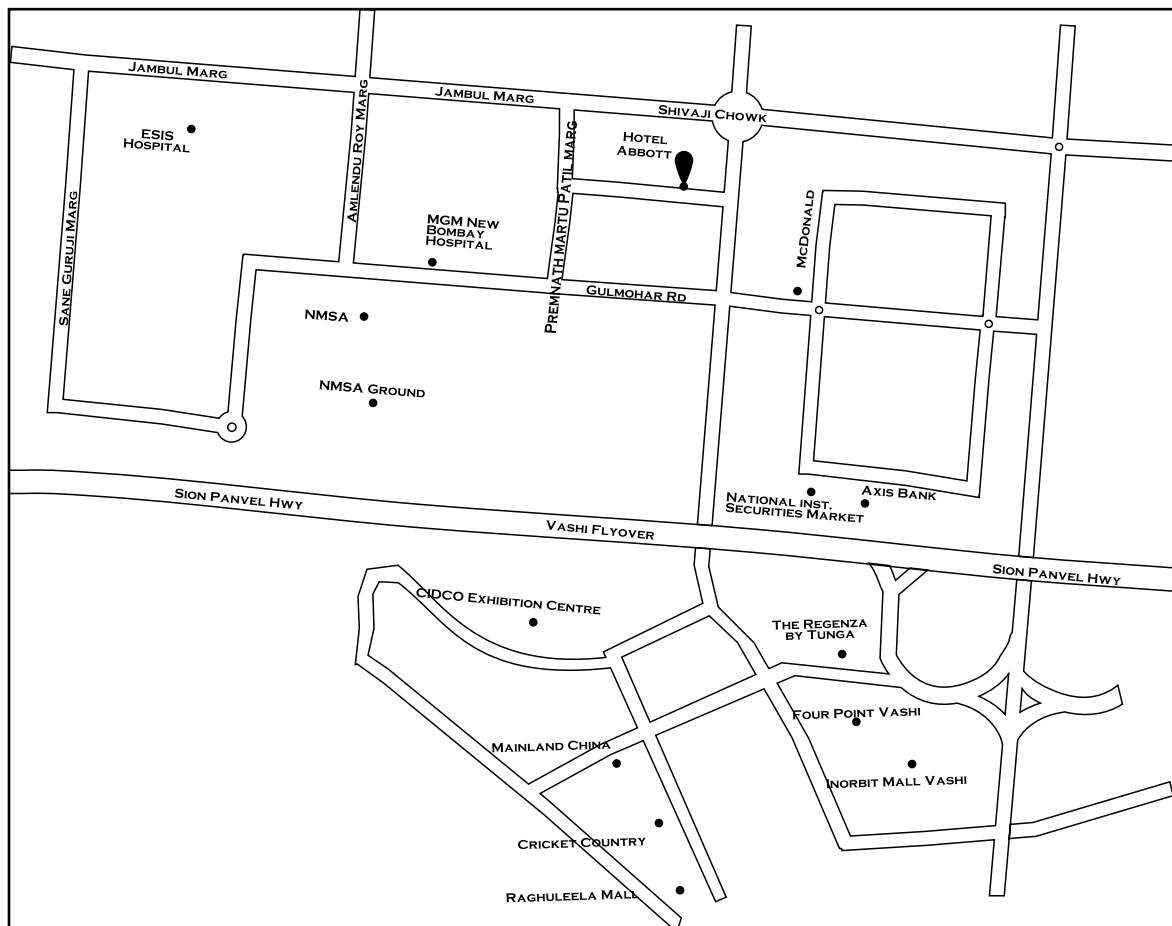 Jambul Marg
Jambul Marg
Shivaji Chowk
ESIS
Hospital
Amlendu Roy Marg
Premnath Martu Patil marg
Hotel
Abbott
Sane Guruji Marg
MGM New
Bombay
Hospital
McDonald
Gulmohar Rd
NMSA
NMSA Ground
Sion Panvel Hwy
Vashi Flyover
National inst.
Securities Market
Axis Bank
Sion Panvel Hwy
CIDCO Exhibition Centre
The Regenza
by Tunga
Four Point Vashi
Mainland China
Inorbit Mall Vashi
Cricket Country
Raghuleela Mall